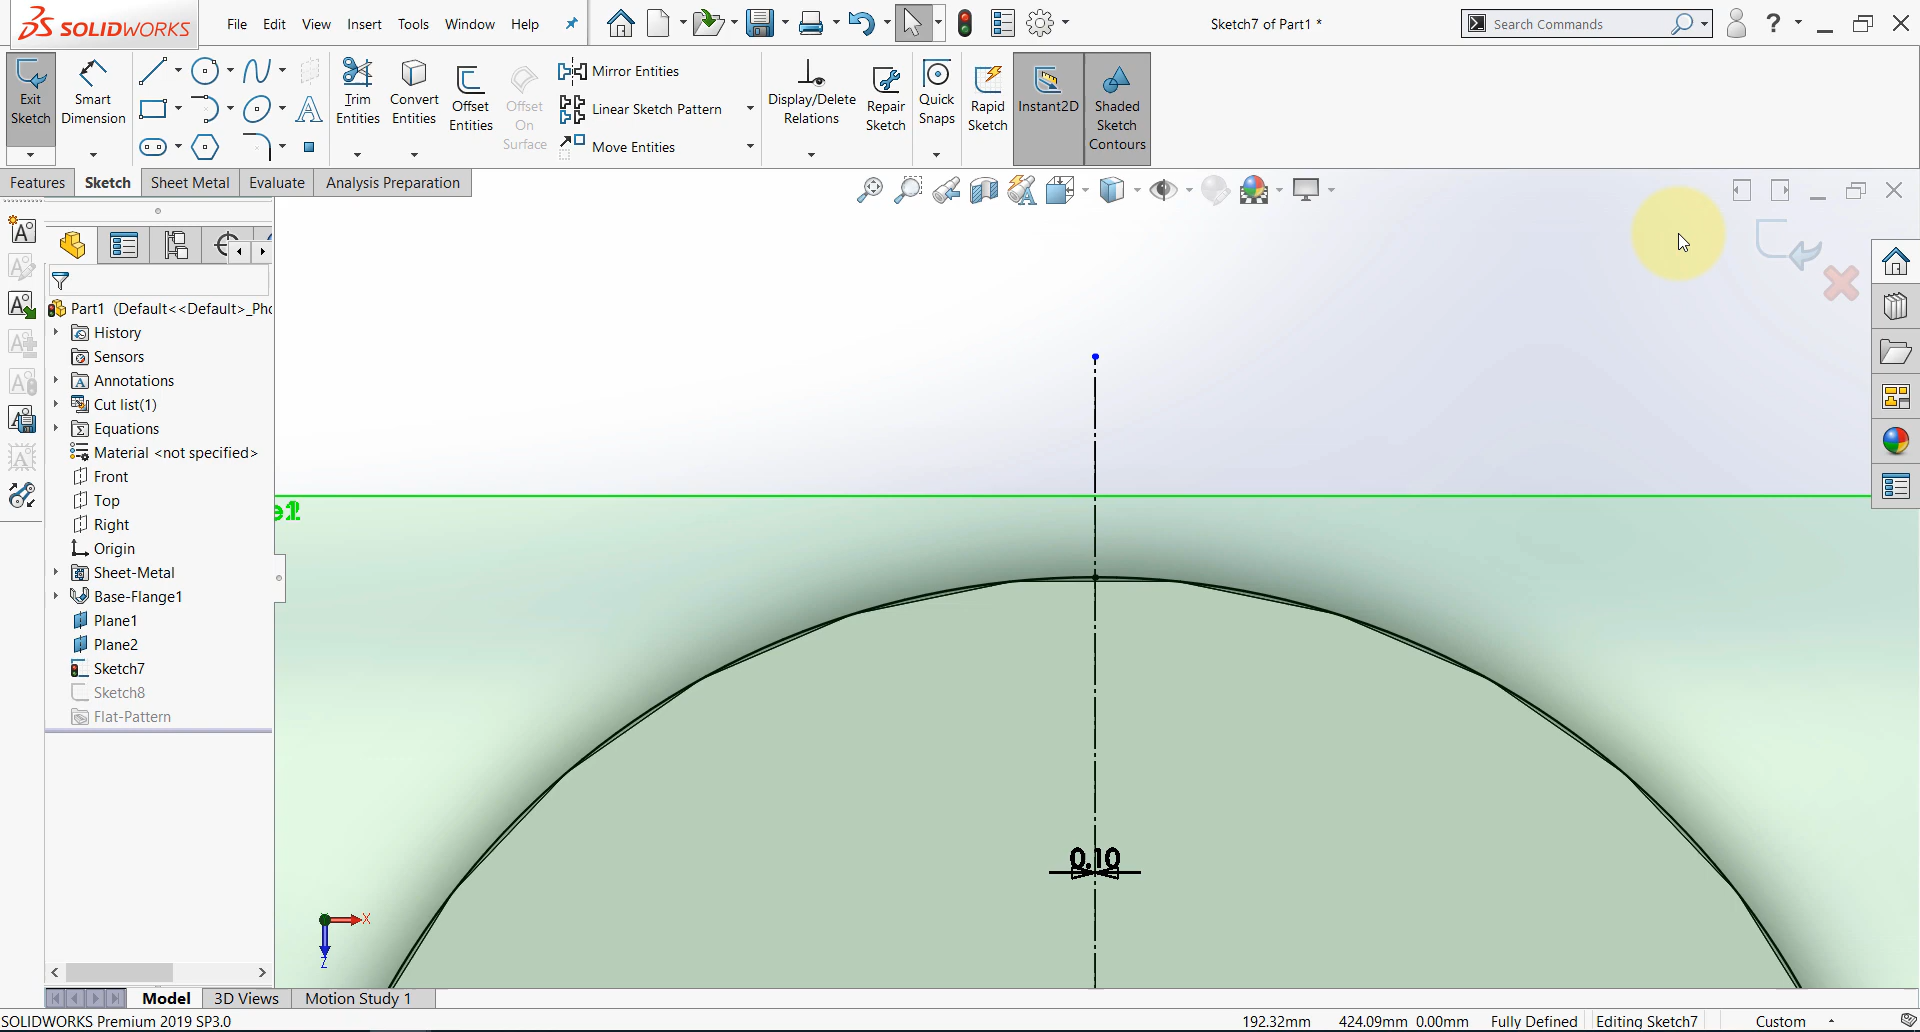 SOLIDWORKS
File Edit View Insert Tools Window Help
Sketch7 of Part1 *
Search Commands
?
Exit Sketch
Smart Dimension
Trim Entities
Convert Entities
Offset Entities
Offset On Surface
Mirror Entities
Linear Sketch Pattern
Move Entities
Display/Delete Relations
Repair Sketch
Quick Snaps
Rapid Sketch
Instant2D
Shaded Sketch Contours
Features Sketch Sheet Metal Evaluate Analysis Preparation
Part1 (Default<<Default>_Pho
History
Sensors
Annotations
Cut list(1)
Equations
Material <not specified>
Front
Top
Right
Origin
Sheet-Metal
Base-Flange1
Plane1
Plane2
Sketch7
Sketch8
Flat-Pattern
0.10
X
Z
Model 3D Views Motion Study 1
SOLIDWORKS Premium 2019 SP3.0
192.32mm 424.09mm 0.00mm Fully Defined Editing Sketch7 Custom